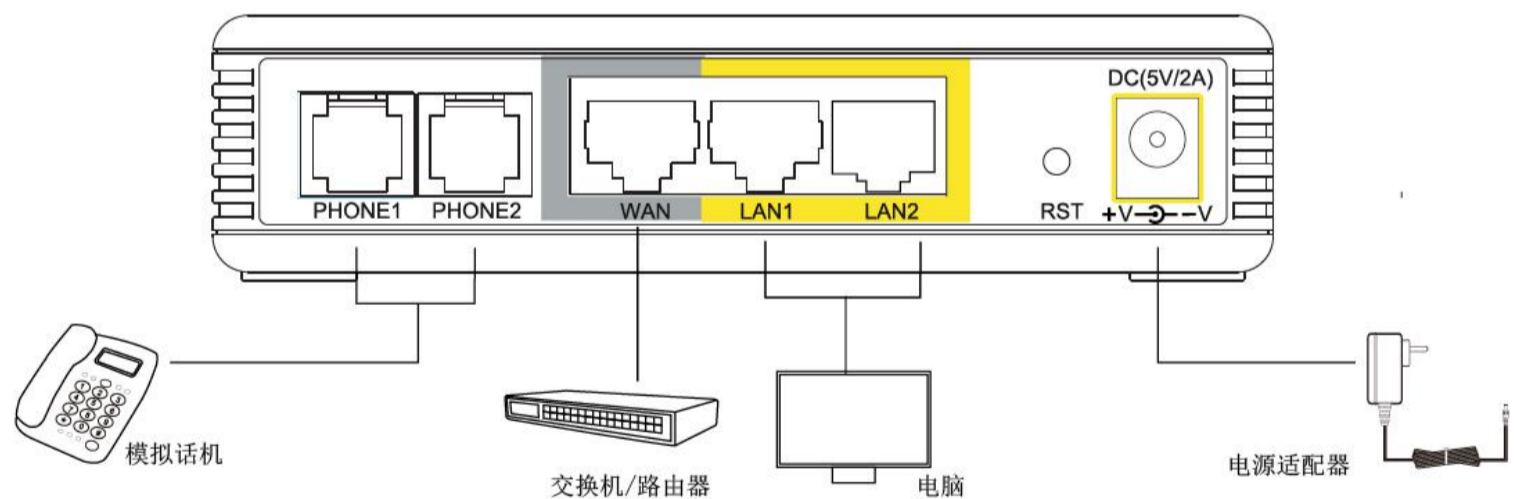 DC(5V/2A)
PHONE1 PHONE2 WAN LAN1 LAN2 RST +V -V
模拟话机
交换机/路由器
电脑
电源适配器